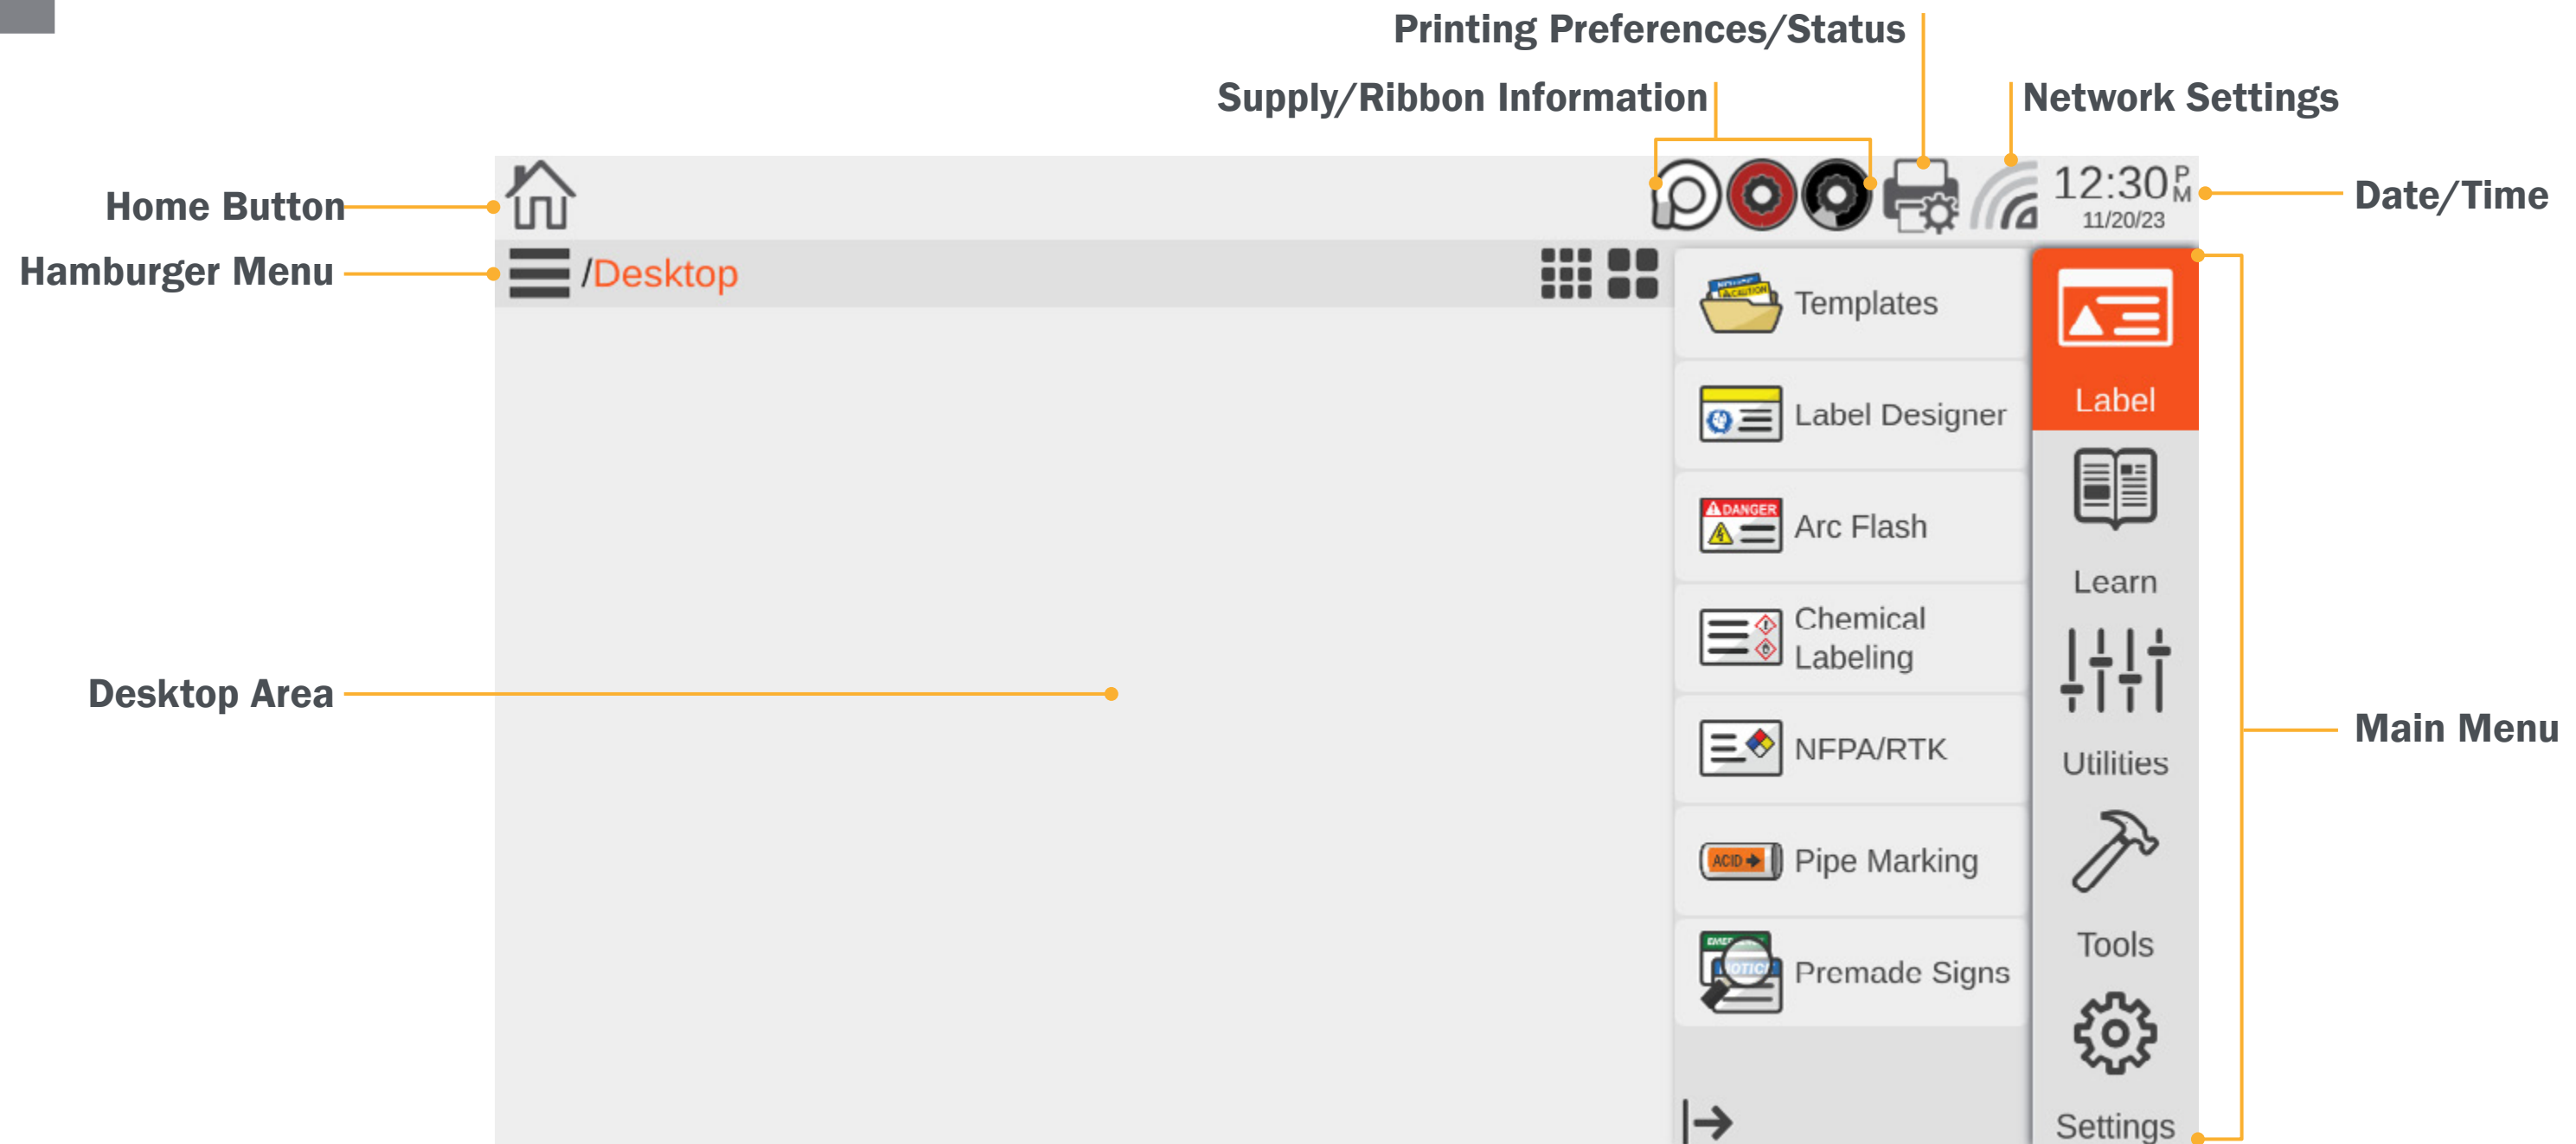 Printing Preferences/Status
Supply/Ribbon Information
Network Settings
Home Button
12:30 PM
11/20/23
Date/Time
Hamburger Menu
/Desktop
Templates
Label
Label Designer
DANGER
Arc Flash
Learn
Chemical
Labeling
Desktop Area
Main Menu
NFPA/RTK
Utilities
ACID
Pipe Marking
Tools
NOTICE
CAUTION
Premade Signs
Settings